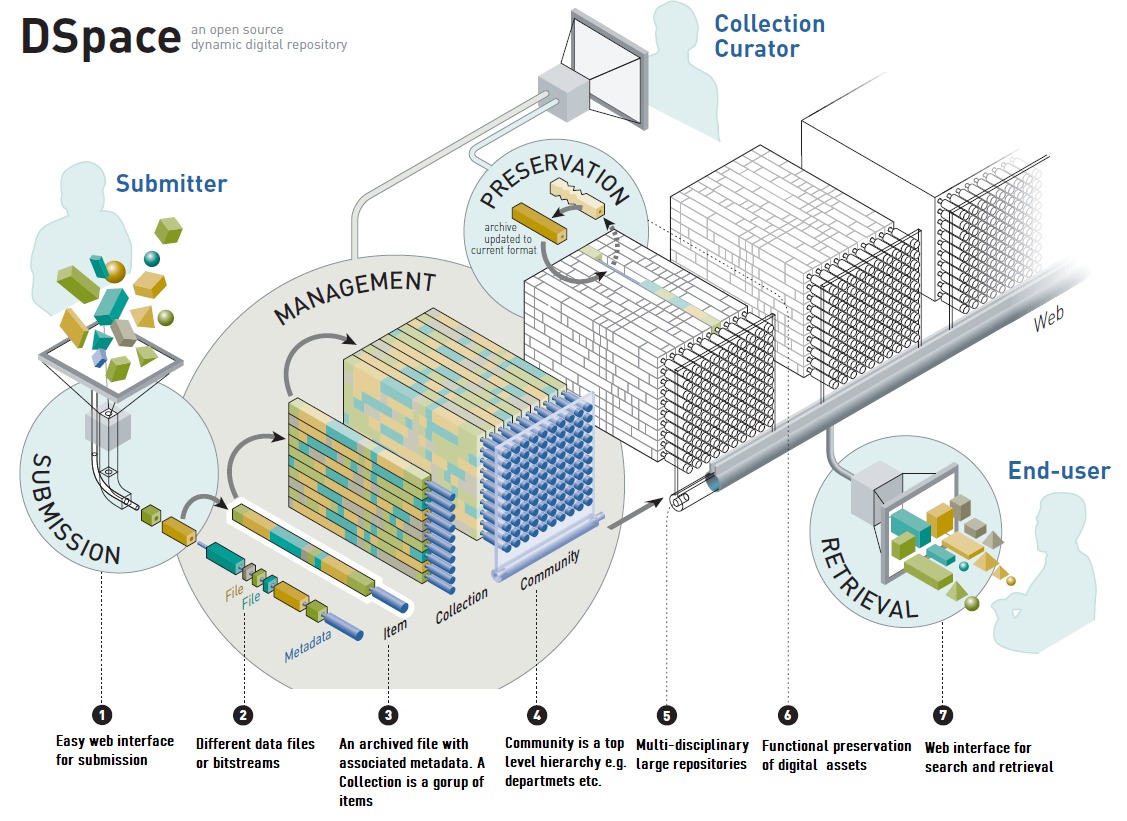 DSpace
an open source
dynamic digital repository
Collection
Curator
Submitter
PRESERVATION
archive
updated to
current format
MANAGEMENT
Web
SUBMISSION
End-user
RETRIEVAL
File
File
Metadata
Item
Collection
Community
1
Easy web interface
for submission
2
Different data files
or bitstreams
3
An archived file with
associated metadata. A
Collection is a gorup of
items
4
Community is a top
level hierarchy e.g.
departmets etc.
5
Multi-disciplinary
large repositories
6
Functional preservation
of digital assets
7
Web interface for
search and retrieval